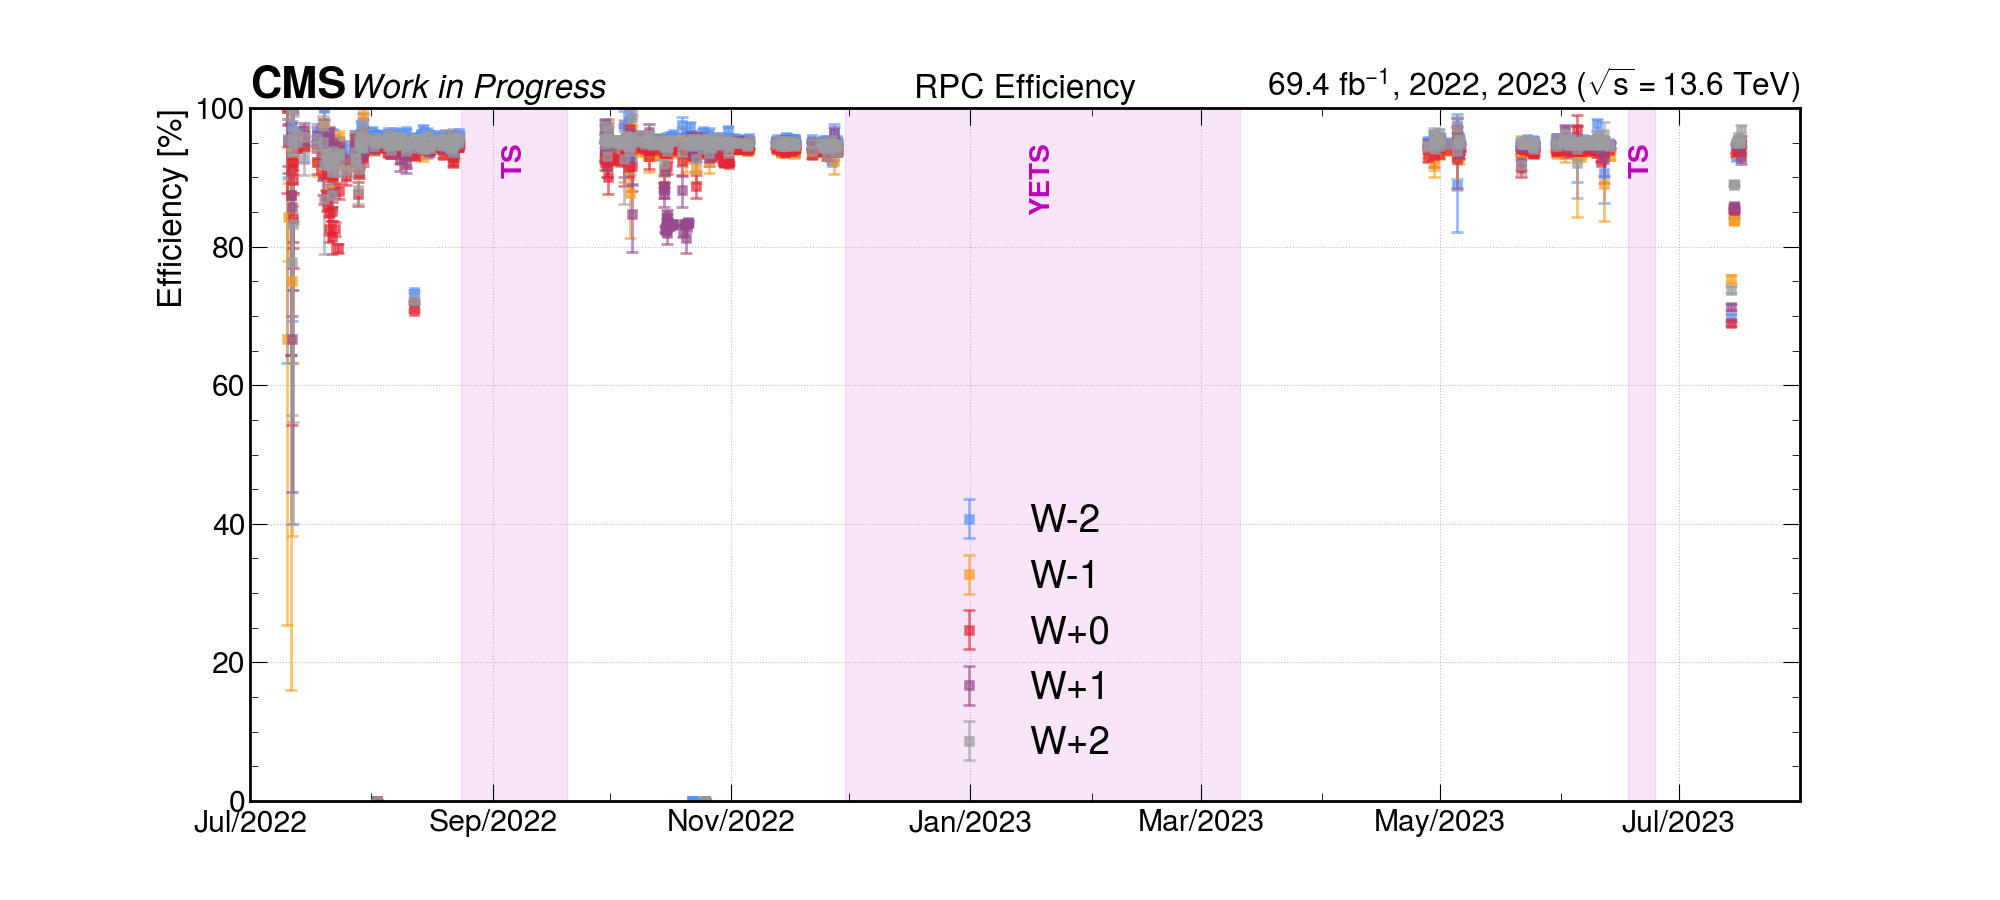 CMS Work in Progress RPC Efficiency 69.4 fb⁻¹, 2022, 2023 (√s = 13.6 TeV)
Efficiency [%]
100
80
60
40
20
0
TS
YETS
TS
W-2
W-1
W+0
W+1
W+2
Jul/2022 Sep/2022 Nov/2022 Jan/2023 Mar/2023 May/2023 Jul/2023